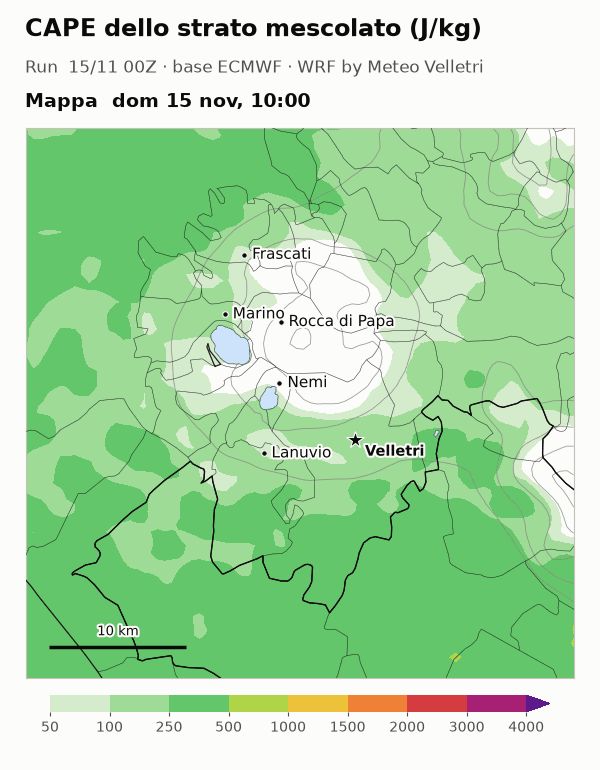 CAPE dello strato mescolato (J/kg)
Run  15/11 00Z · base ECMWF · WRF by Meteo Velletri
Mappa  dom 15 nov, 10:00
Frascati
Marino
Rocca di Papa
Nemi
Velletri
Lanuvio
10 km
50 100 250 500 1000 1500 2000 3000 4000